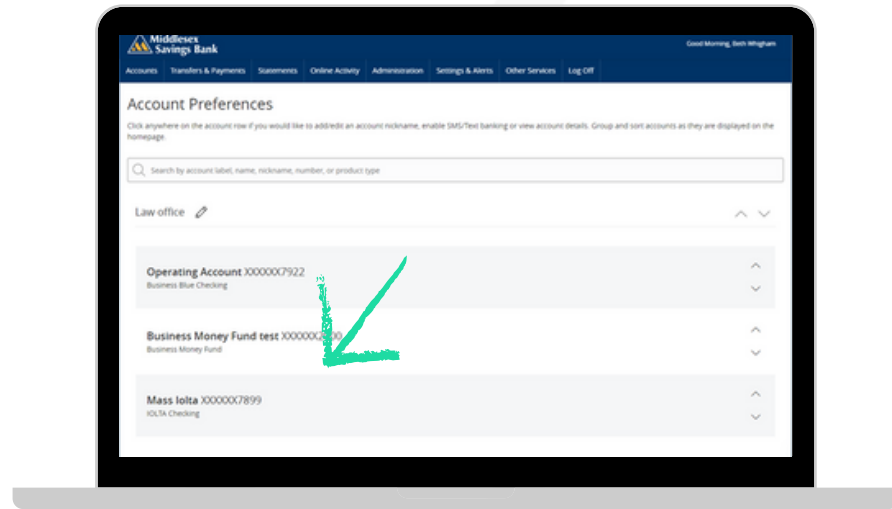 Middlesex
Savings Bank
Good Morning, Beth Whigham
Accounts Transfers & Payments Statements Online Activity Administration Settings & Alerts Other Services Log Off
Account Preferences
Click anywhere on the account row if you would like to add/edit an account nickname, enable SMS/Text banking or view account details. Group and sort accounts as they are displayed on the
homepage.
Search by account label, name, nickname, number, or product type
Law office
Operating Account XXXXXX7922
Business Blue Checking
Business Money Fund test
Business Money Fund
Mass Iolta XXXXXX7899
IOLTA Checking